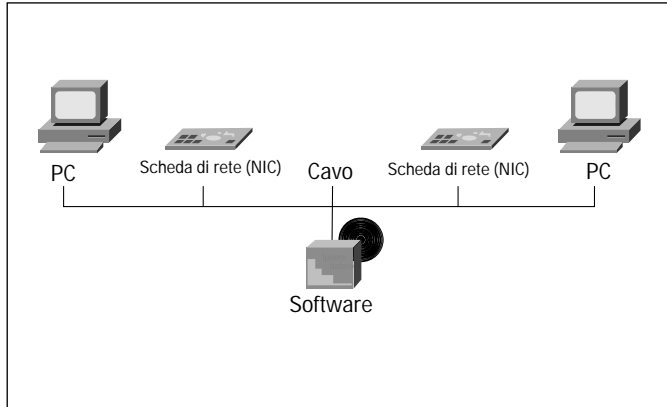 PC
Scheda di rete (NIC)
Cavo
Scheda di rete (NIC)
PC
Software